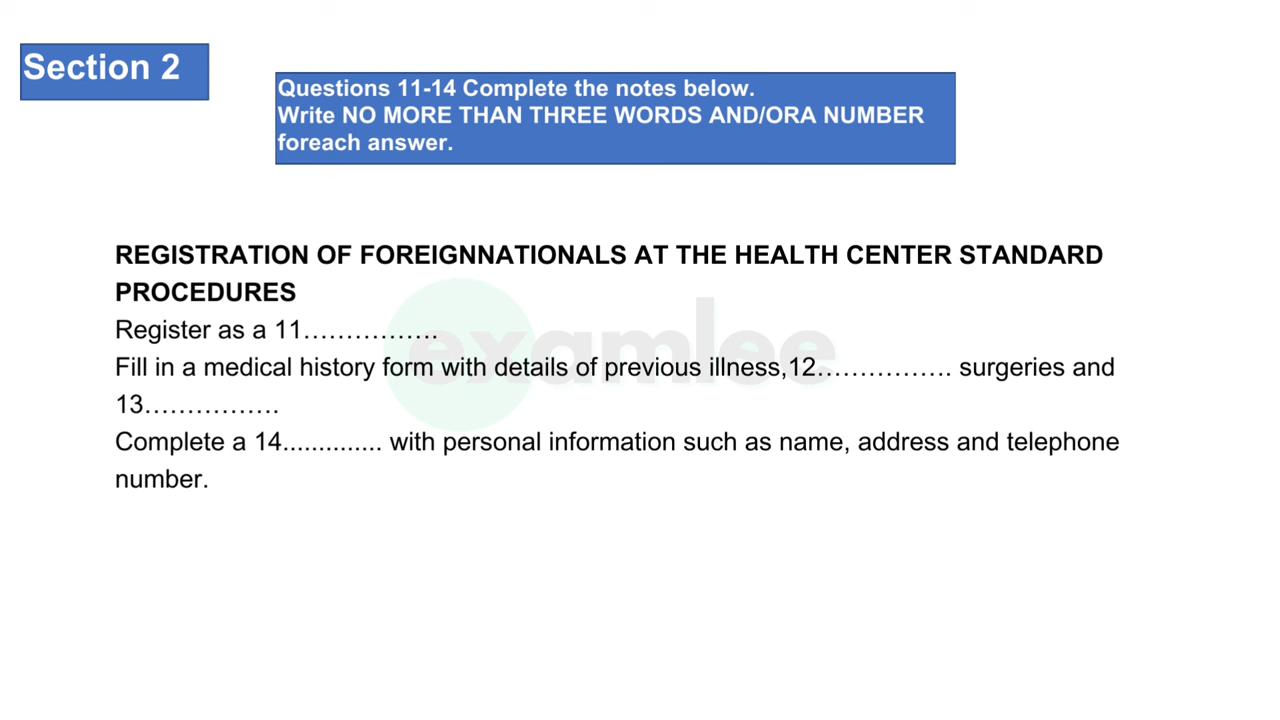 Section 2
Questions 11-14 Complete the notes below.
Write NO MORE THAN THREE WORDS AND/ORA NUMBER
foreach answer.
REGISTRATION OF FOREIGNNATIONALS AT THE HEALTH CENTER STANDARD
PROCEDURES
Register as a 11…………….
Fill in a medical history form with details of previous illness,12……………. surgeries and
13…………….
Complete a 14.............. with personal information such as name, address and telephone
number.
examlee